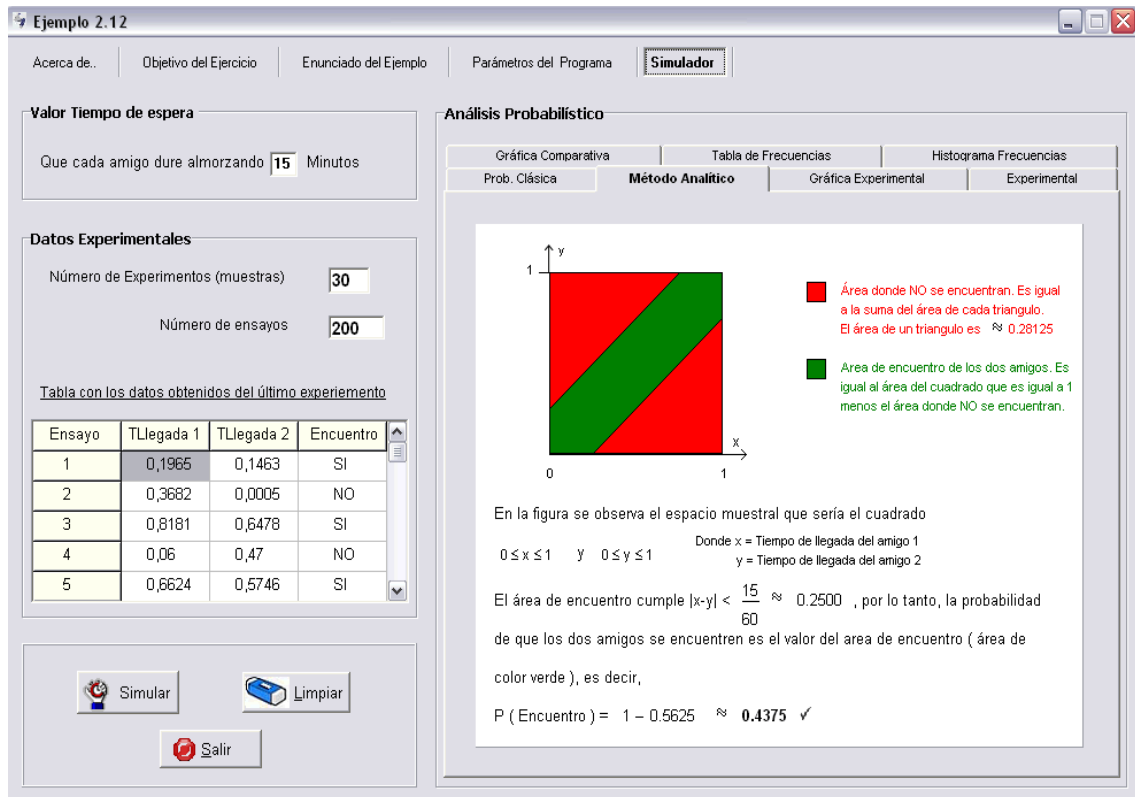 Ejemplo 2.12
Acerca de.. Objetivo del Ejercicio Enunciado del Ejemplo Parámetros del Programa Simulador
Valor Tiempo de espera
Que cada amigo dure almorzando 15 Minutos
Datos Experimentales
Número de Experimentos (muestras) 30
Número de ensayos 200
Tabla con los datos obtenidos del último experiemento
Ensayo TLlegada 1 TLlegada 2 Encuentro
1 0,1965 0,1463 SI
2 0,3682 0,0005 NO
3 0,8181 0,6478 SI
4 0,06 0,47 NO
5 0,6624 0,5746 SI
Simular Limpiar
Salir
Análisis Probabilístico
Gráfica Comparativa Tabla de Frecuencias Histograma Frecuencias
Prob. Clásica Método Analítico Gráfica Experimental Experimental
y
1
x
0 1
Área donde NO se encuentran. Es igual
a la suma del área de cada triangulo.
El área de un triangulo es ≈ 0.28125
Area de encuentro de los dos amigos. Es
igual al área del cuadrado que es igual a 1
menos el área donde NO se encuentran.
En la figura se observa el espacio muestral que sería el cuadrado
0 ≤ x ≤ 1 y 0 ≤ y ≤ 1 Donde x = Tiempo de llegada del amigo 1
y = Tiempo de llegada del amigo 2
El área de encuentro cumple |x-y| < 15/60 ≈ 0.2500 , por lo tanto, la probabilidad
de que los dos amigos se encuentren es el valor del area de encuentro ( área de
color verde ), es decir,
P ( Encuentro ) = 1 – 0.5625 ≈ 0.4375 ✓